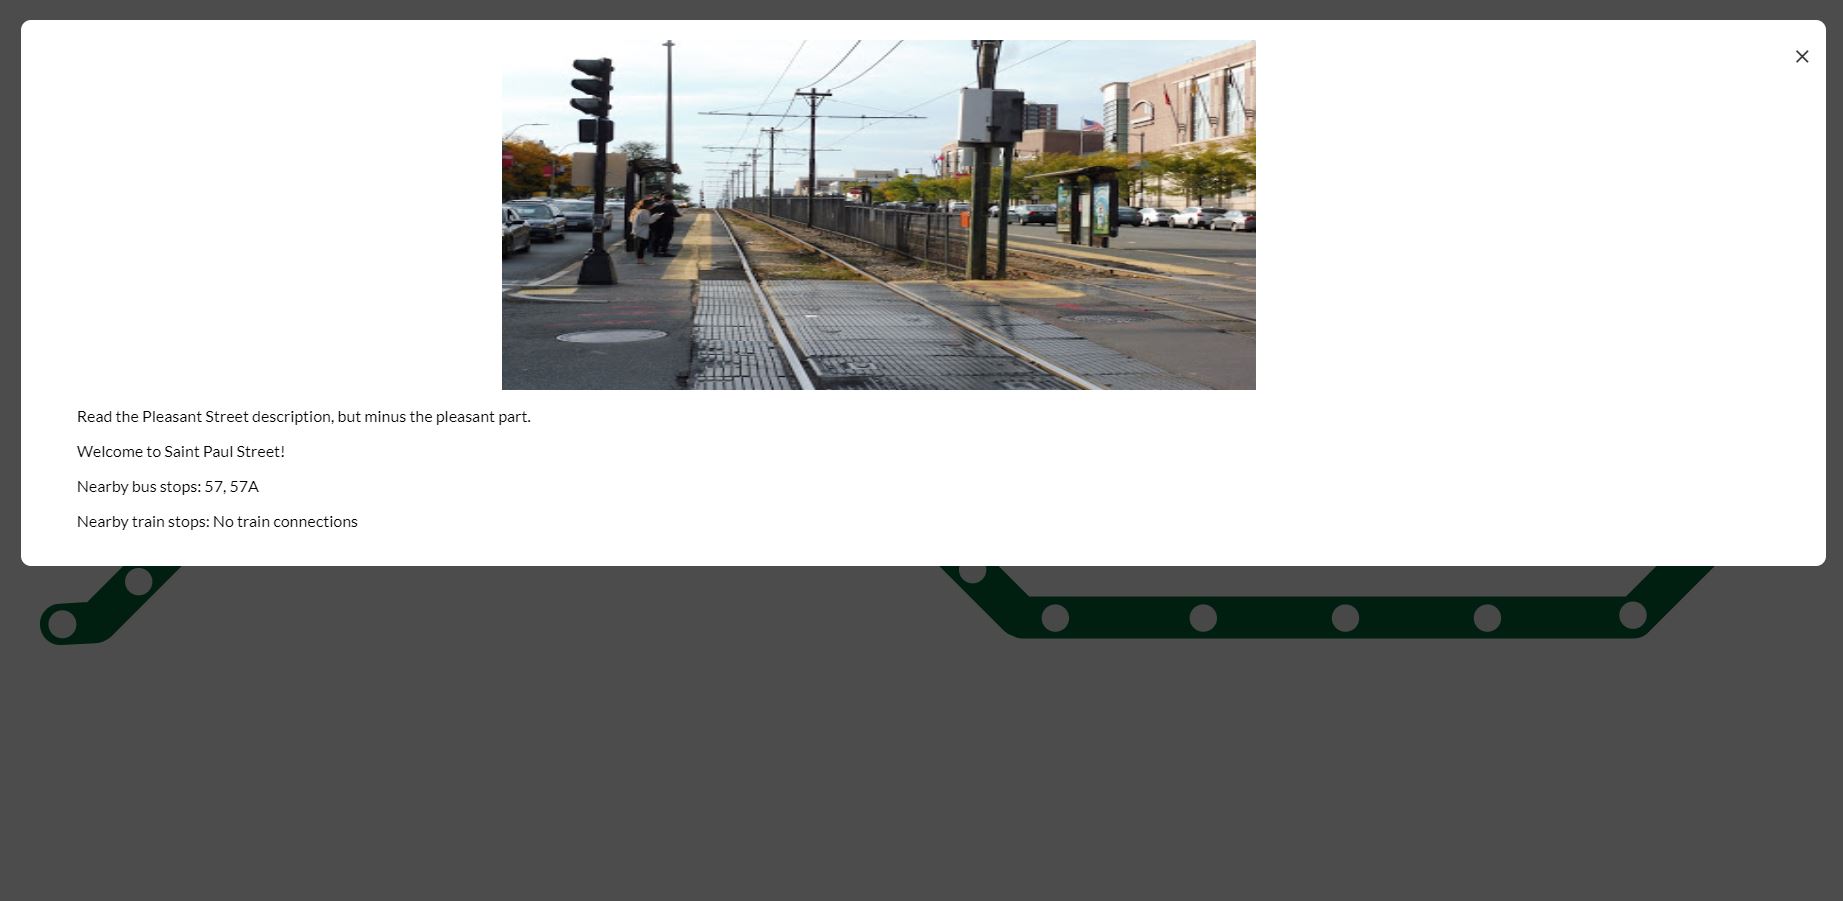 Read the Pleasant Street description, but minus the pleasant part.
Welcome to Saint Paul Street!
Nearby bus stops: 57, 57A
Nearby train stops: No train connections